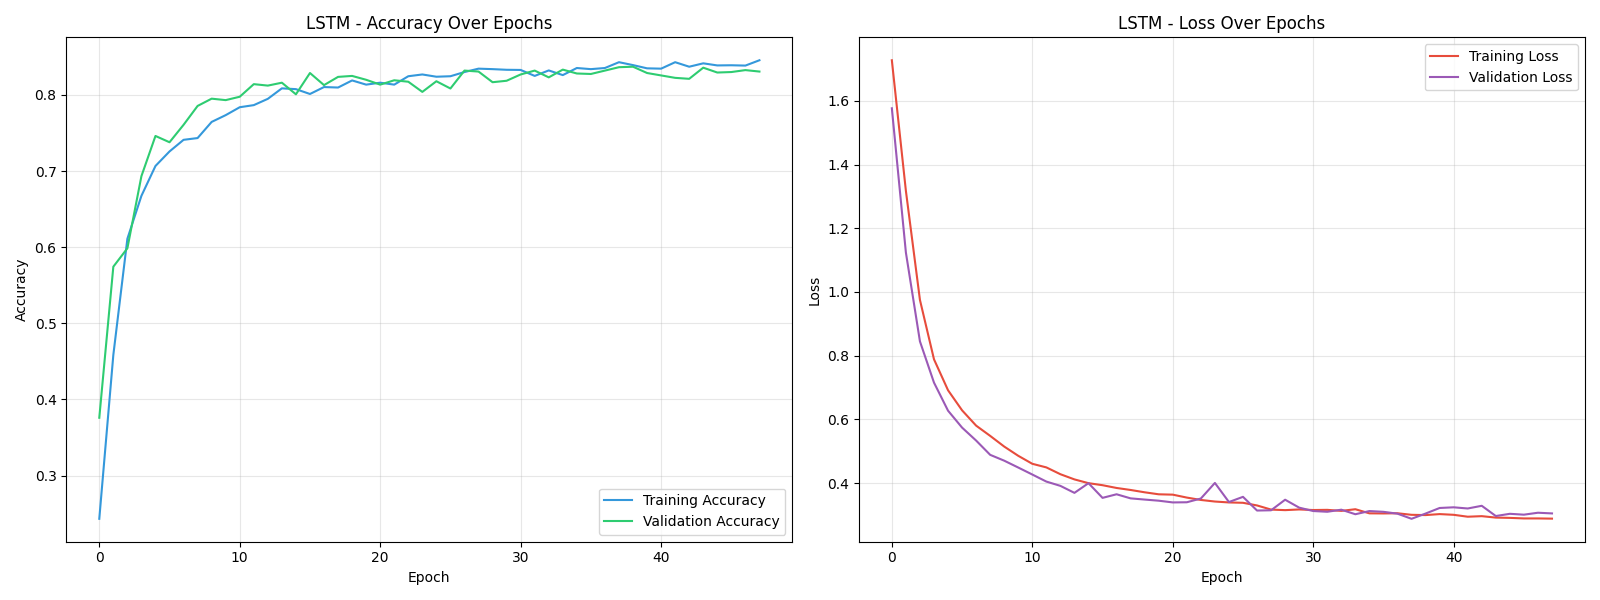 LSTM - Accuracy Over Epochs
Accuracy
0.8
0.7
0.6
0.5
0.4
0.3
Training Accuracy
Validation Accuracy
0 10 20 30 40
Epoch
LSTM - Loss Over Epochs
Loss
1.6
1.4
1.2
1.0
0.8
0.6
0.4
Training Loss
Validation Loss
0 10 20 30 40
Epoch